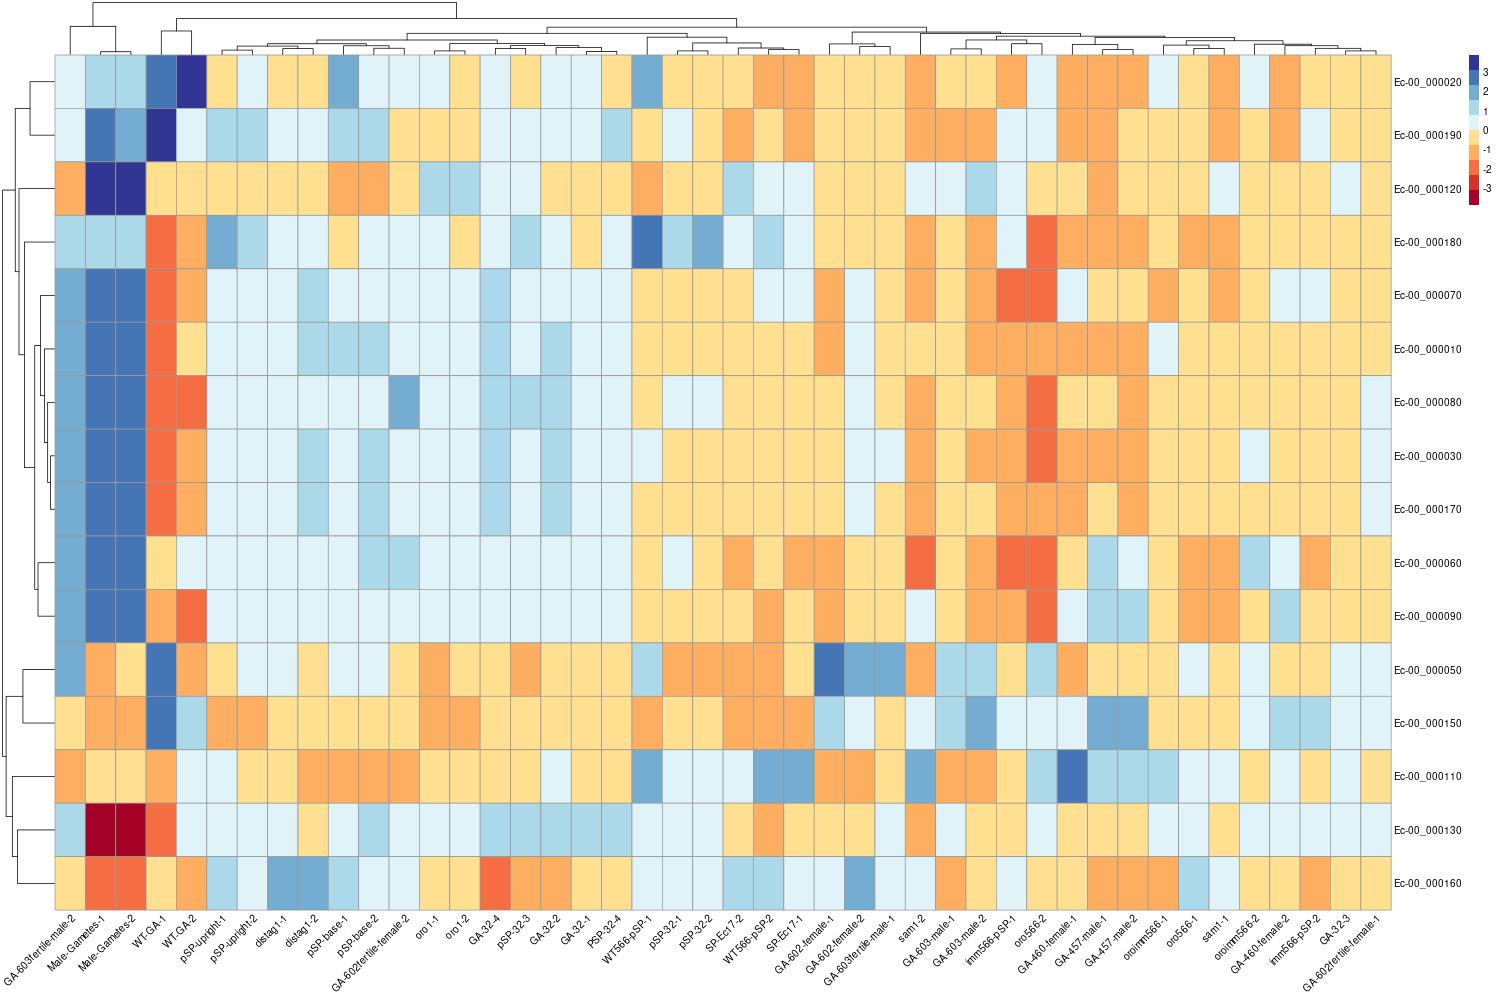 3
2
1
0
-1
-2
-3
Ec-00_000020
Ec-00_000190
Ec-00_000120
Ec-00_000180
Ec-00_000070
Ec-00_000010
Ec-00_000080
Ec-00_000030
Ec-00_000170
Ec-00_000060
Ec-00_000090
Ec-00_000050
Ec-00_000150
Ec-00_000110
Ec-00_000130
Ec-00_000160
GA-603fertile-male-2
Male-Gametes-1
Male-Gametes-2
WT-GA-1
WT-GA-2
pSP-upright-1
pSP-upright-2
distag1-1
distag1-2
pSP-base-1
pSP-base-2
GA-602fertile-female-2
oro1-1
oro1-2
GA-32-4
pSP-32-3
GA-32-2
GA-32-1
PSP-32-4
WT566-pSP-1
pSP-32-1
pSP-32-2
SP-Ec17-2
WT566-pSP-2
SP-Ec17-1
GA-602-female-1
GA-602-female-2
GA-603fertile-male-1
sam1-2
GA-603-male-1
GA-603-male-2
imm566-pSP-1
oro566-2
GA-460-female-1
GA-457-male-1
GA-457-male-2
oroimm566-1
oro566-1
sam1-1
oroimm566-2
GA-460-female-2
imm566-pSP-2
GA-32-3
GA-602fertile-female-1